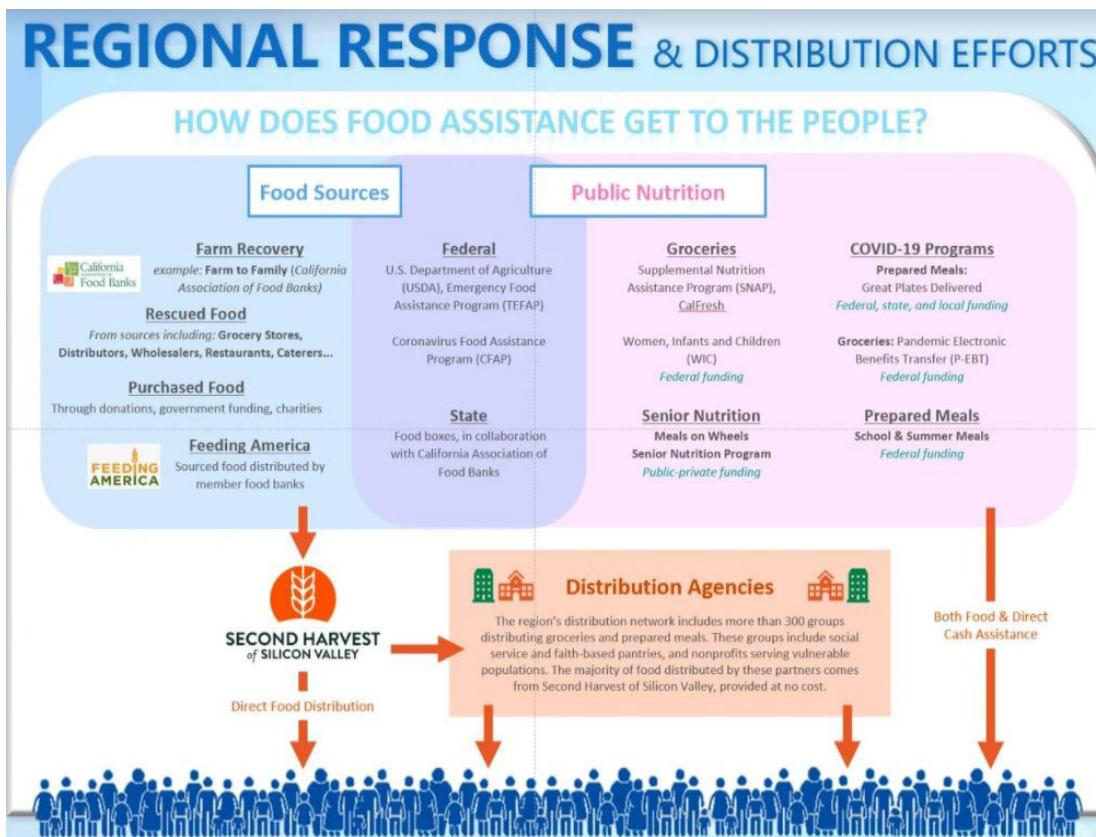 REGIONAL RESPONSE & DISTRIBUTION EFFORTS
HOW DOES FOOD ASSISTANCE GET TO THE PEOPLE?
Food Sources
Public Nutrition
California
Food Banks
Farm Recovery
example: Farm to Family (California
Association of Food Banks)
Rescued Food
From sources including: Grocery Stores,
Distributors, Wholesalers, Restaurants, Caterers...
Purchased Food
Through donations, government funding, charities
FEEDING
AMERICA
Feeding America
Sourced food distributed by
member food banks
Federal
U.S. Department of Agriculture
(USDA), Emergency Food
Assistance Program (TEFAP)
Coronavirus Food Assistance
Program (CFAP)
State
Food boxes, in collaboration
with California Association of
Food Banks
Groceries
Supplemental Nutrition
Assistance Program (SNAP),
CalFresh
Women, Infants and Children
(WIC)
Federal funding
Senior Nutrition
Meals on Wheels
Senior Nutrition Program
Public-private funding
COVID-19 Programs
Prepared Meals:
Great Plates Delivered
Federal, state, and local funding
Groceries: Pandemic Electronic
Benefits Transfer (P-EBT)
Federal funding
Prepared Meals
School & Summer Meals
Federal funding
SECOND HARVEST
of SILICON VALLEY
Direct Food Distribution
Distribution Agencies
The region's distribution network includes more than 300 groups
distributing groceries and prepared meals. These groups include social
service and faith-based pantries, and nonprofits serving vulnerable
populations. The majority of food distributed by these partners comes
from Second Harvest of Silicon Valley, provided at no cost.
Both Food & Direct
Cash Assistance